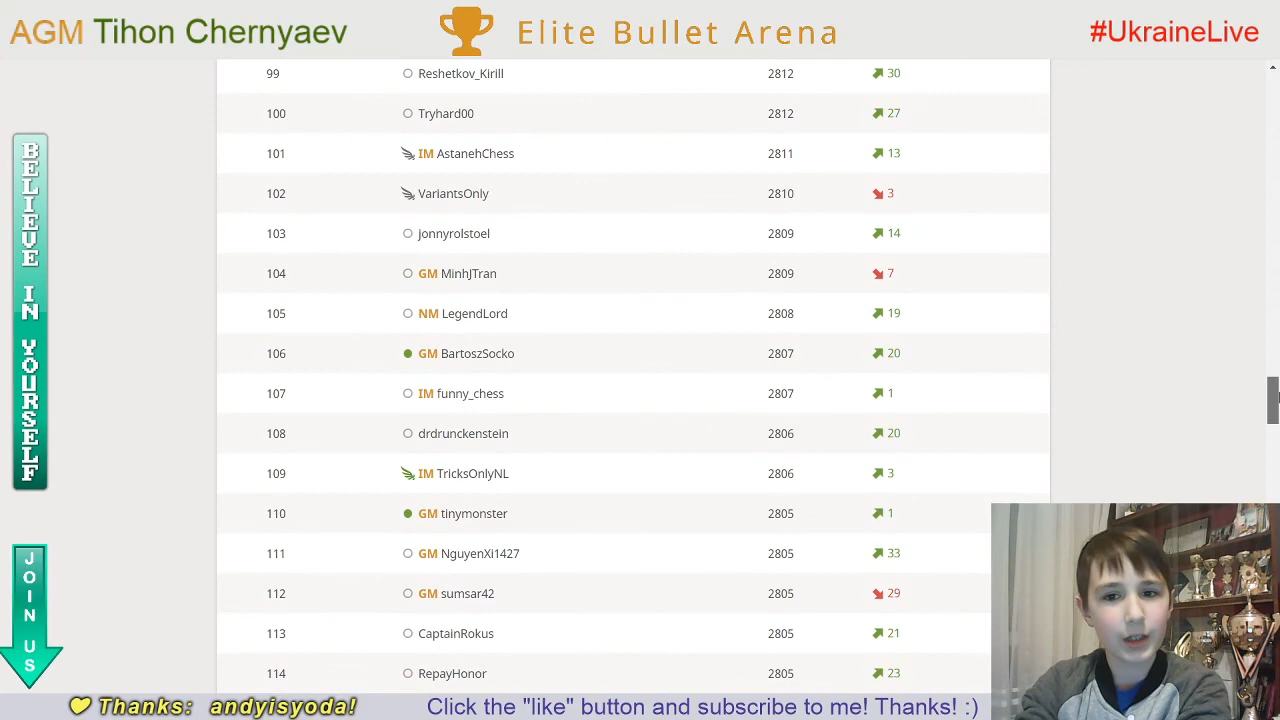 AGM Tihon Chernyaev
Elite Bullet Arena
#UkraineLive
99 Reshetkov_Kirill 2812 30
100 Tryhard00 2812 27
101 IM AstanehChess 2811 13
102 VariantsOnly 2810 3
103 jonnyrolstoel 2809 14
104 GM MinhJTran 2809 7
105 NM LegendLord 2808 19
106 GM BartoszSocko 2807 20
107 IM funny_chess 2807 1
108 drdrunckenstein 2806 20
109 IM TricksOnlyNL 2806 3
110 GM tinymonster 2805 1
111 GM NguyenXi1427 2805 33
112 GM sumsar42 2805 29
113 CaptainRokus 2805 21
114 RepayHonor 2805 23
BELIEVE IN YOURSELF
JOIN US
Thanks: andyisyoda!
Click the "like" button and subscribe to me! Thanks! :)